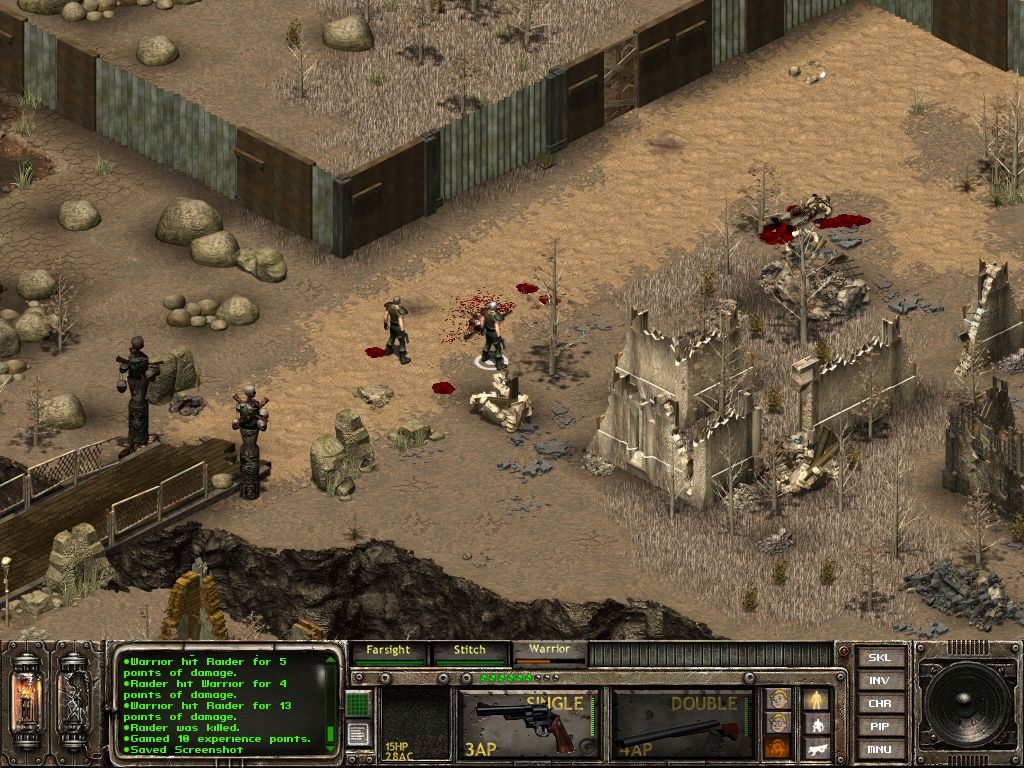 Farsight Stitch Warrior
•Warrior hit Raider for 5
points of damage.
•Raider hit Warrior for 4
points of damage.
•Warrior hit Raider for 13
points of damage.
•Raider was killed.
•Gained 10 experience points.
•Saved Screenshot
15HP
28AC
SINGLE
3AP
DOUBLE
4AP
SKL
INV
CHR
PIP
MNU